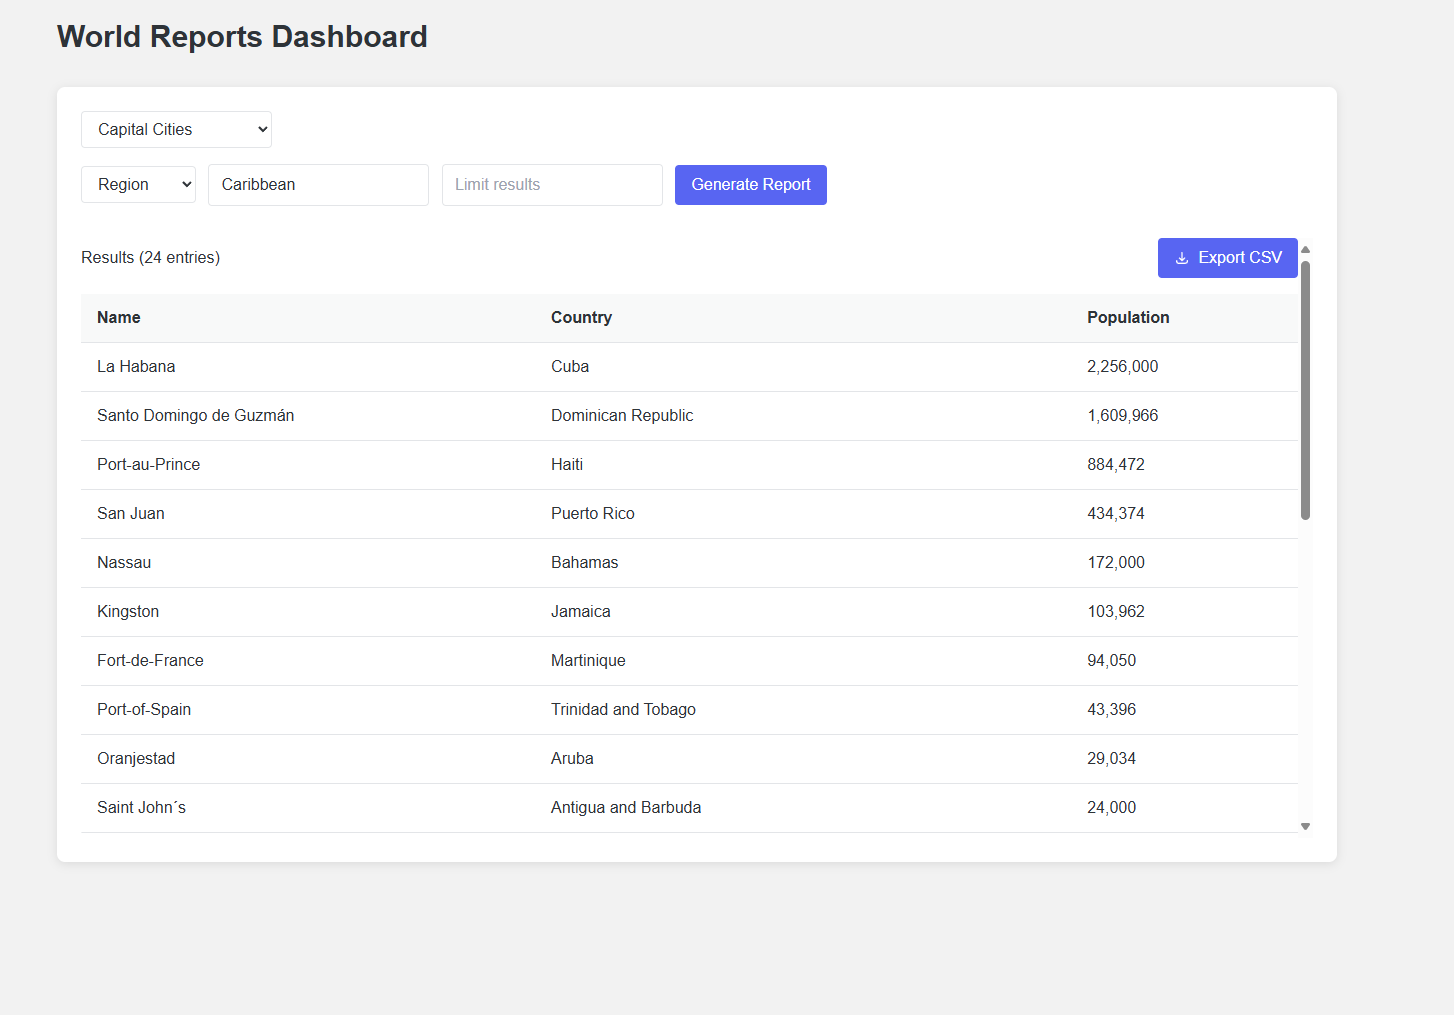 World Reports Dashboard
Capital Cities
Region Caribbean Limit results Generate Report
Results (24 entries) Export CSV
Name Country Population
La Habana Cuba 2,256,000
Santo Domingo de Guzmán Dominican Republic 1,609,966
Port-au-Prince Haiti 884,472
San Juan Puerto Rico 434,374
Nassau Bahamas 172,000
Kingston Jamaica 103,962
Fort-de-France Martinique 94,050
Port-of-Spain Trinidad and Tobago 43,396
Oranjestad Aruba 29,034
Saint John´s Antigua and Barbuda 24,000